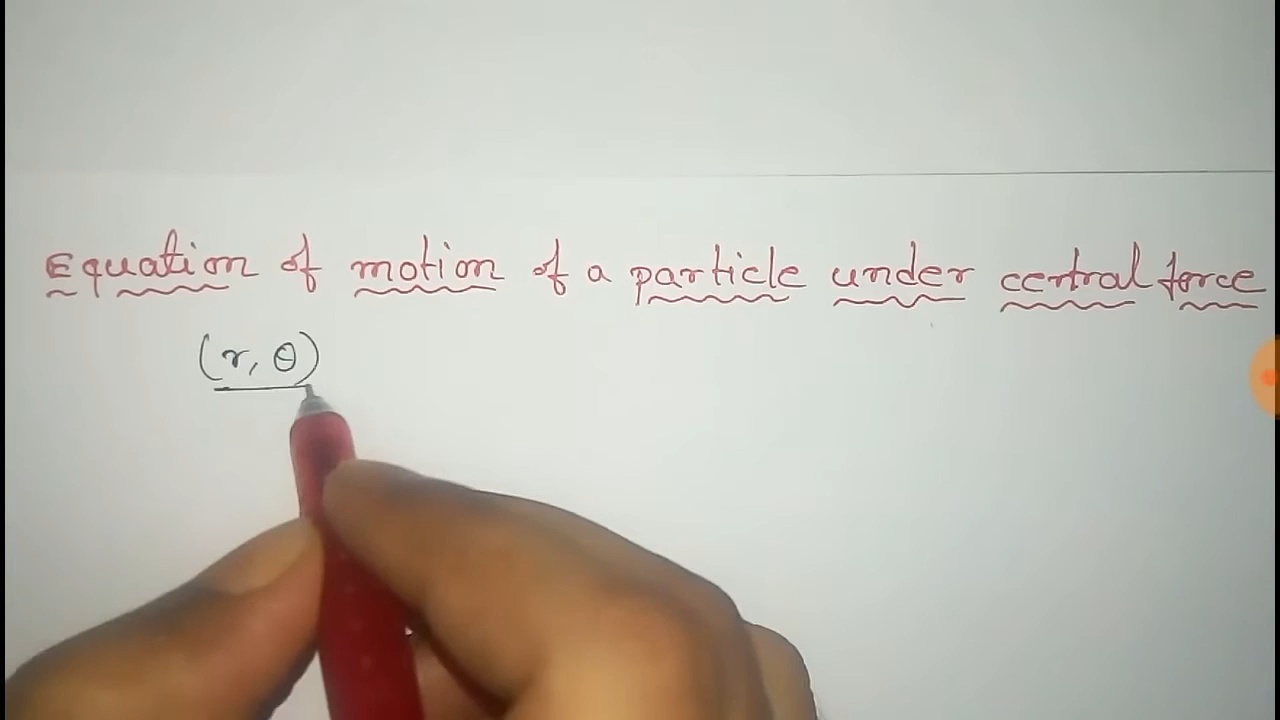 Equation of motion of a particle under central force
(r, θ)